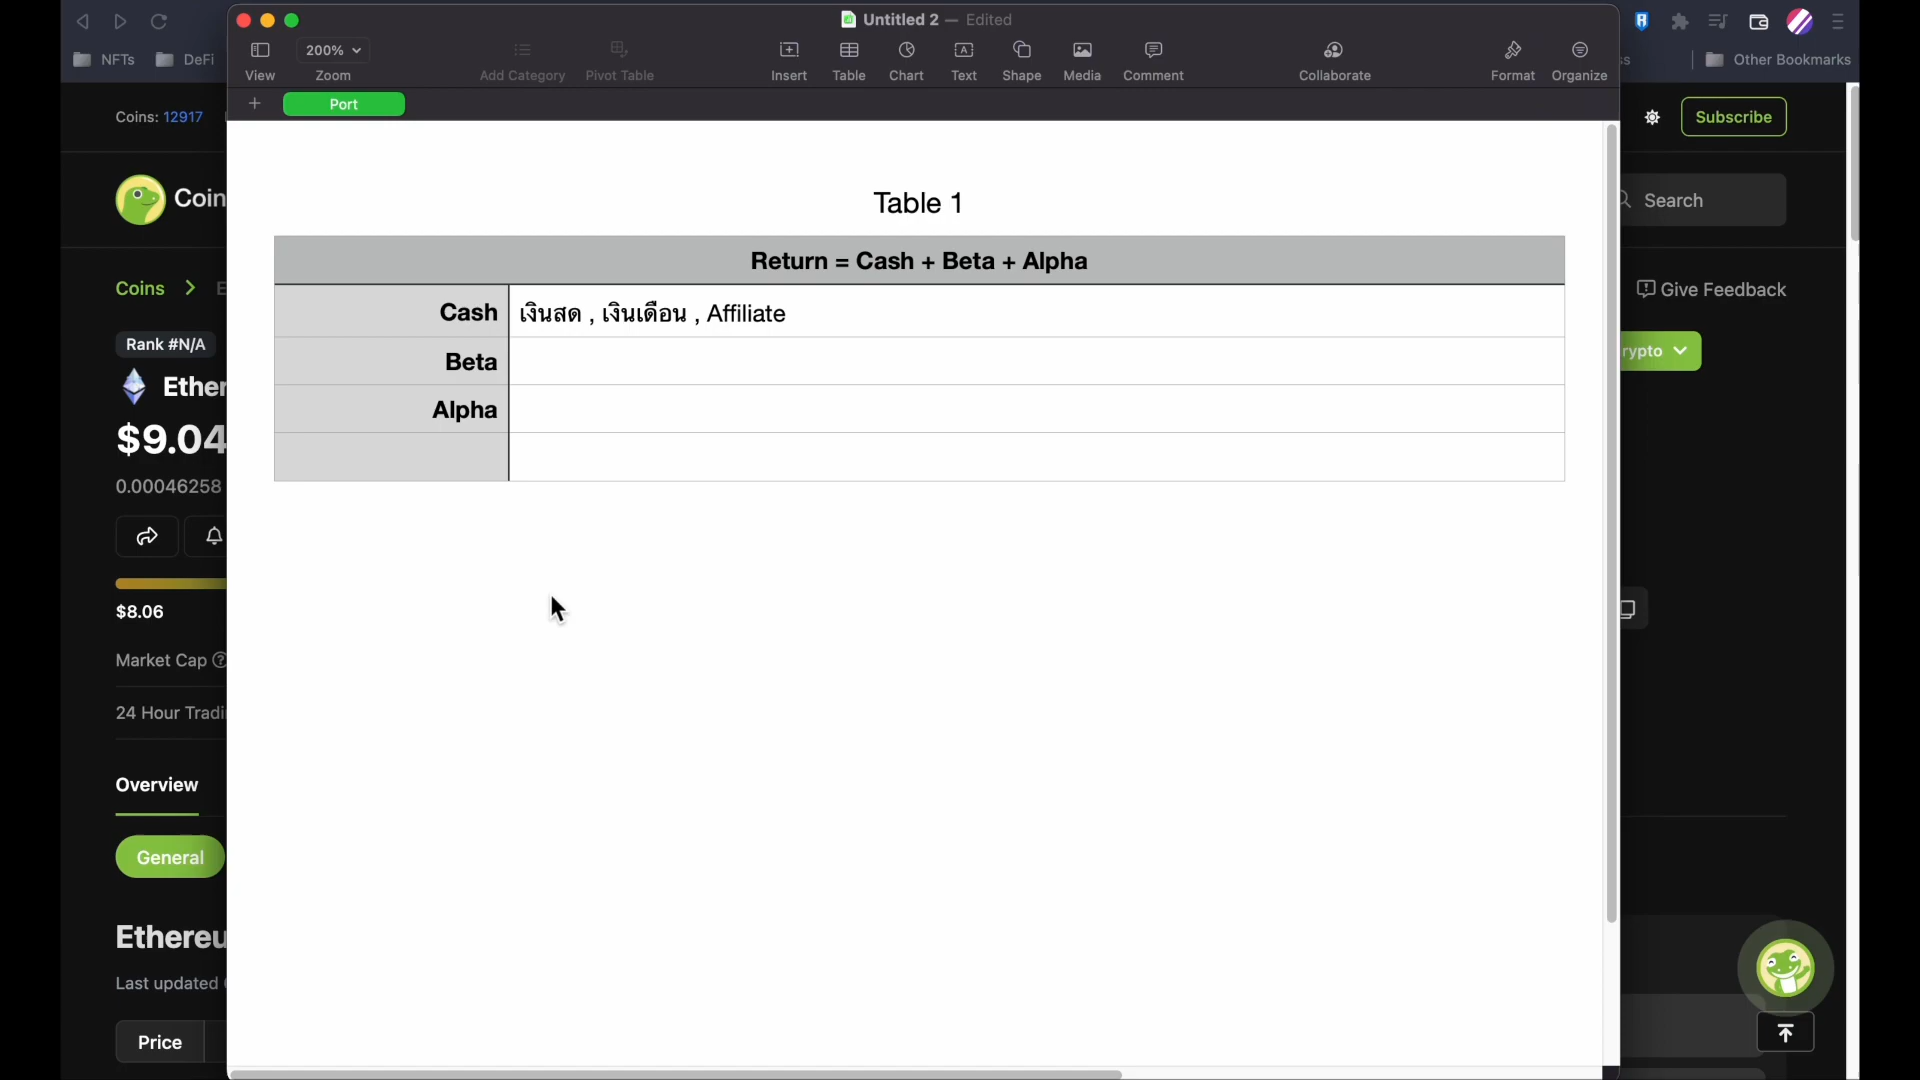 Untitled 2 — Edited
NFTs
DeFi
Other Bookmarks
200%
View
Zoom
Add Category
Pivot Table
Insert
Table
Chart
Text
Shape
Media
Comment
Collaborate
Format
Organize
Port
Coins: 12917
Subscribe
Coin
Search
Table 1
Return = Cash + Beta + Alpha
Cash
เงินสด , เงินเดือน , Affiliate
Beta
Alpha
Coins
Give Feedback
Rank #N/A
rypto
Ether
$9.04
0.00046258
$8.06
Market Cap
24 Hour Tradi
Overview
General
Ethereu
Last updated
Price